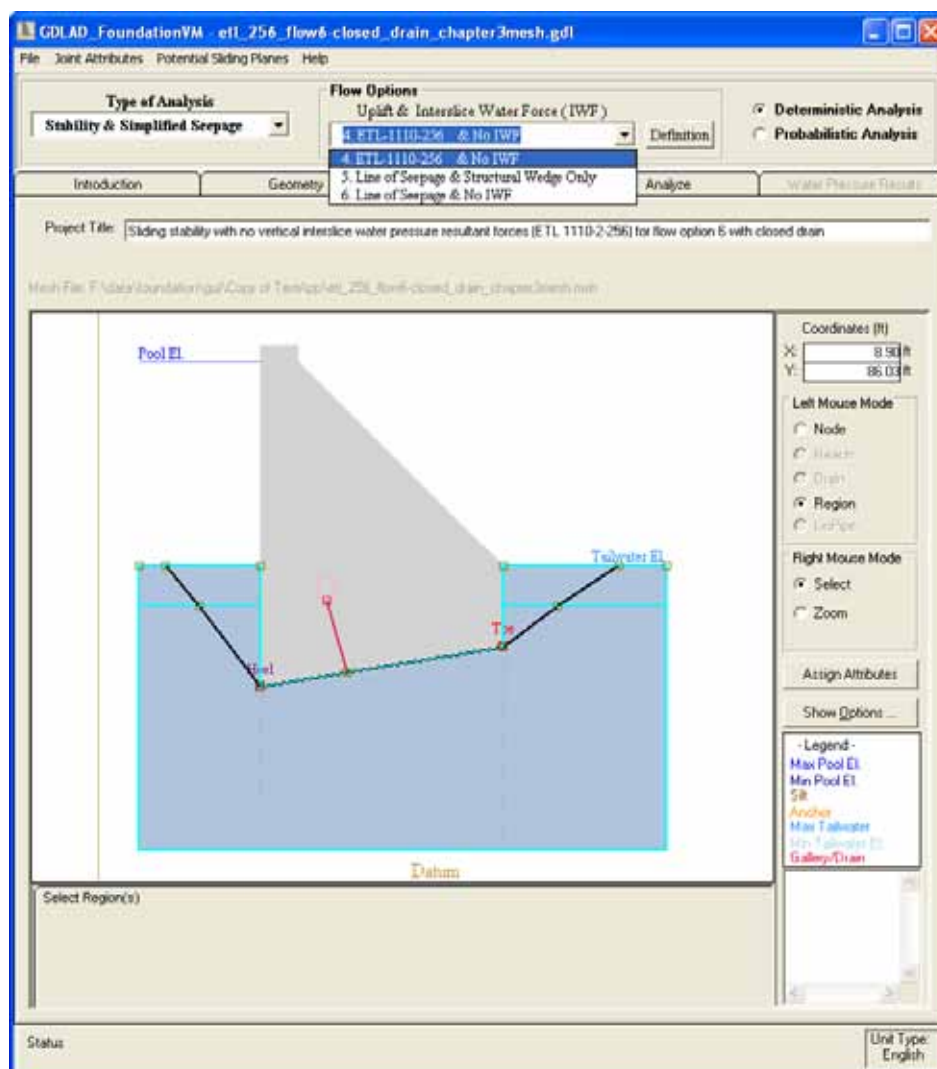 GDLAD_FoundationVM - etl_256_flow6-closed_drain_chapter3mesh.gdl
File Joint Attributes Potential Sliding Planes Help
Type of Analysis
Stability & Simplified Seepage
Flow Options
Uplift & Interslice Water Force ( IWF )
4. ETL-1110-256 & No IWF
Definition
4. ETL-1110-256 & No IWF
5. Line of Seepage & Structural Wedge Only
6. Line of Seepage & No IWF
Deterministic Analysis
Probabilistic Analysis
Introduction
Geometry
Analyze
Water Pressure Results
Project Title: Sliding stability with no vertical interslice water pressure resultant forces (ETL 1110-2-256) for flow option 6 with closed drain
Mesh File: F:\data\foundation\gui\Copy of
Pool El.
Tailwater El.
Heel
Datum
Coordinates (ft)
X: 8.90 ft
Y: 86.03 ft
Left Mouse Mode
Node
Reach
Drain
Region
Right Mouse Mode
Select
Zoom
Assign Attributes
Show Options ...
- Legend -
Max Pool El.
Min Pool El.
Silt
Anchor
Max Tailwater
Min Tailwater El.
Gallery/Drain
Select Region(s)
Status
Unit Type:
English